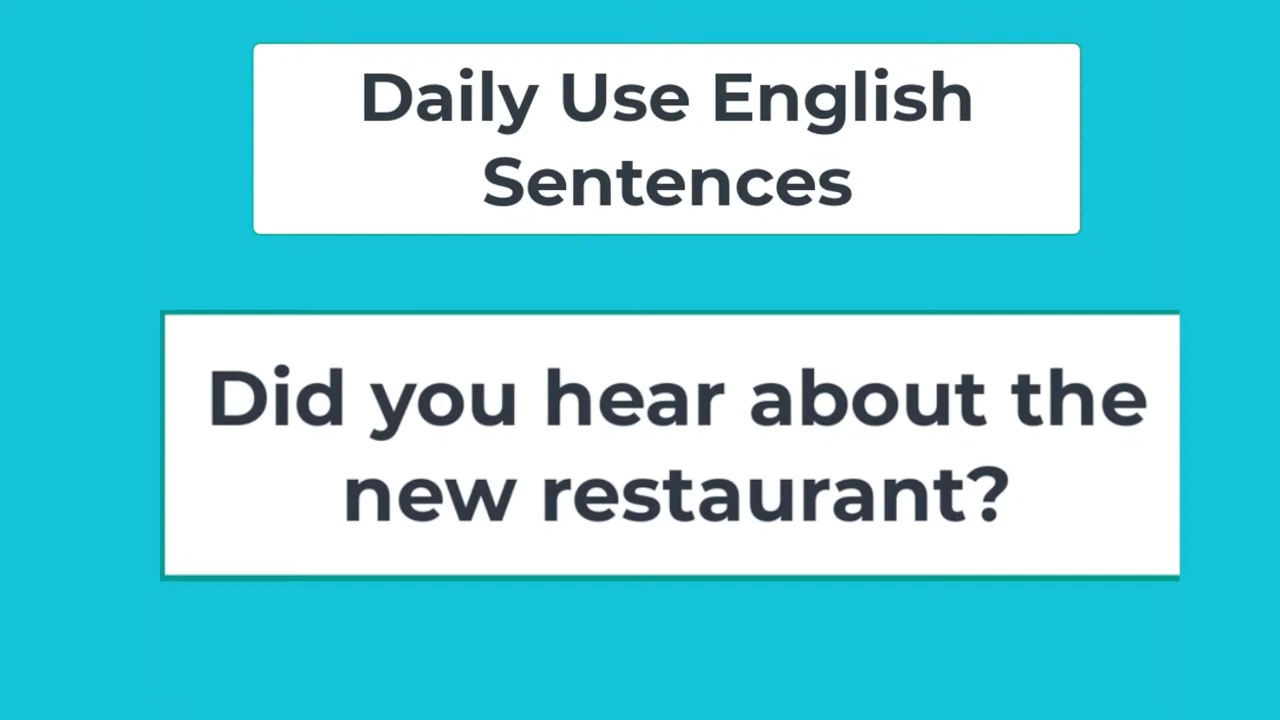 Daily Use English
Sentences
Did you hear about the
new restaurant?